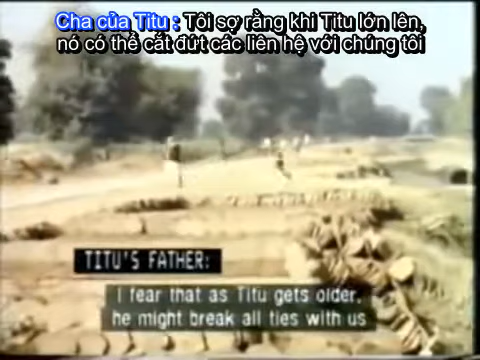 Cha của Titu : Tôi sợ rằng khi Titu lớn lên,
nó có thể cắt đứt các liên hệ với chúng tôi
TITU'S FATHER:
I fear that as Titu gets older,
he might break all ties with us